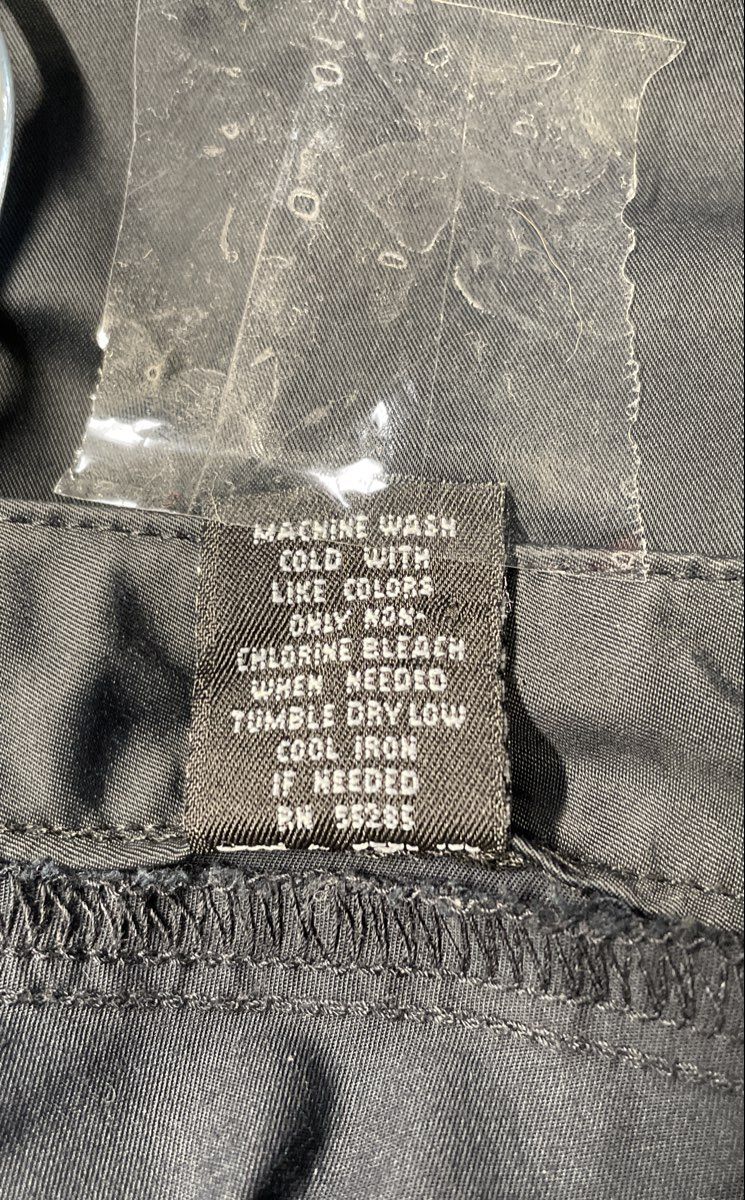 MACHINE WASH
COLD WITH
LIKE COLORS
ONLY NON-
CHLORINE BLEACH
WHEN NEEDED
TUMBLE DRY LOW
COOL IRON
IF NEEDED
RN 55285